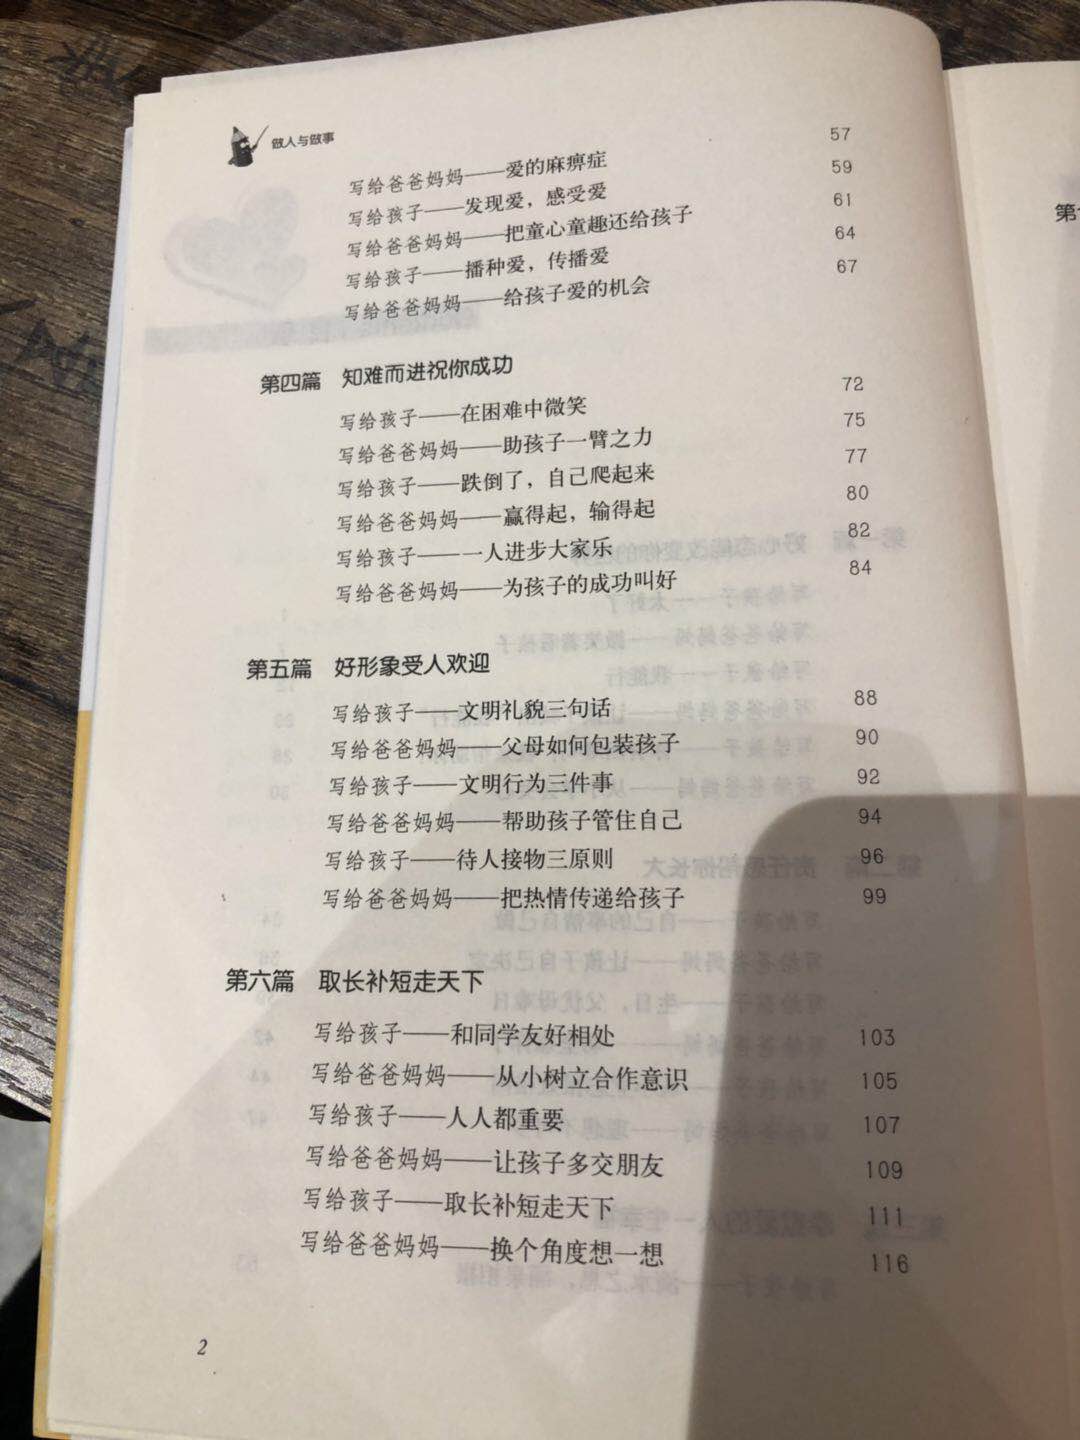 做人与做事
写给爸爸妈妈——爱的麻痹症 57
写给孩子——发现爱，感受爱 59
写给爸爸妈妈——把童心童趣还给孩子 61
写给孩子——播种爱，传播爱 64
写给爸爸妈妈——给孩子爱的机会 67
第四篇 知难而进祝你成功
写给孩子——在困难中微笑 72
写给爸爸妈妈——助孩子一臂之力 75
写给孩子——跌倒了，自己爬起来 77
写给爸爸妈妈——赢得起，输得起 80
写给孩子——一人进步大家乐 82
写给爸爸妈妈——为孩子的成功叫好 84
第五篇 好形象受人欢迎
写给孩子——文明礼貌三句话 88
写给爸爸妈妈——父母如何包装孩子 90
写给孩子——文明行为三件事 92
写给爸爸妈妈——帮助孩子管住自己 94
写给孩子——待人接物三原则 96
写给爸爸妈妈——把热情传递给孩子 99
第六篇 取长补短走天下
写给孩子——和同学友好相处 103
写给爸爸妈妈——从小树立合作意识 105
写给孩子——人人都重要 107
写给爸爸妈妈——让孩子多交朋友 109
写给孩子——取长补短走天下 111
写给爸爸妈妈——换个角度想一想 116
2
第